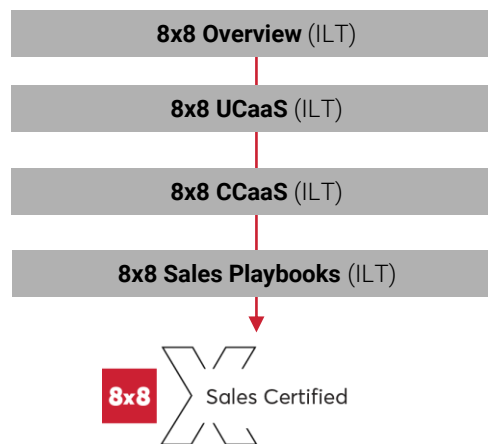 8x8 Overview (ILT)
8x8 UCaaS (ILT)
8x8 CCaaS (ILT)
8x8 Sales Playbooks (ILT)
8x8 X Sales Certified